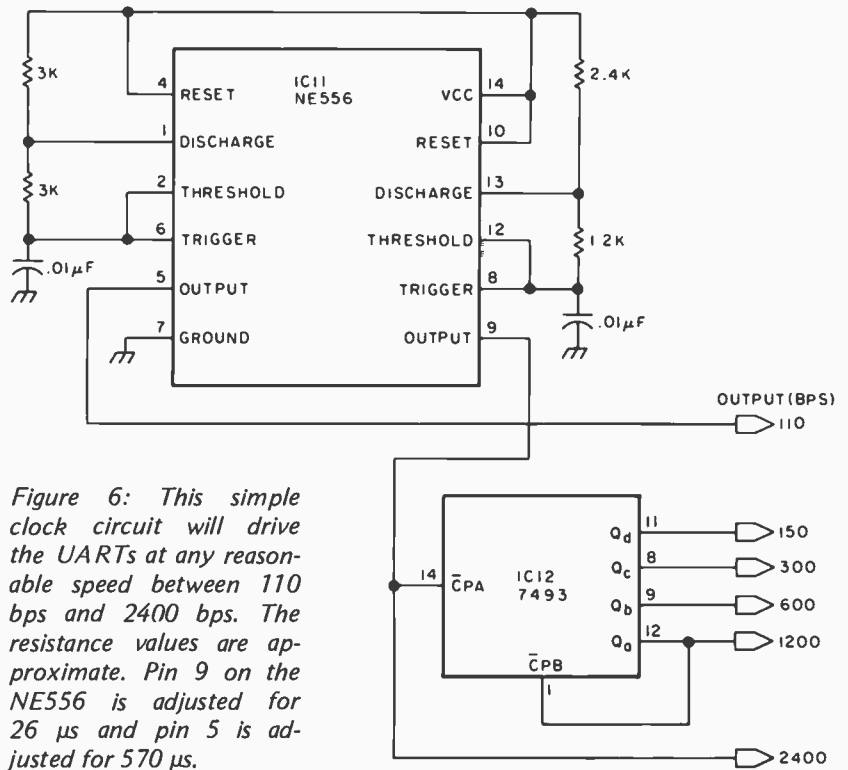 3K
4
RESET
IC11
NE556
VCC
14
2.4K
1
DISCHARGE
RESET
10
3K
2
THRESHOLD
DISCHARGE
13
6
TRIGGER
THRESHOLD
12
1.2K
.01µF
5
OUTPUT
TRIGGER
8
.01µF
7
GROUND
OUTPUT
9
OUTPUT (BPS)
110
Figure 6: This simple
clock circuit will drive
the UARTs at any reason-
able speed between 110
bps and 2400 bps. The
resistance values are ap-
proximate. Pin 9 on the
NE556 is adjusted for
26 µs and pin 5 is ad-
justed for 570 µs.
14
CPA
IC12
7493
Qd
11
150
Qc
8
300
Qb
9
600
Qa
12
1200
CPB
1
2400